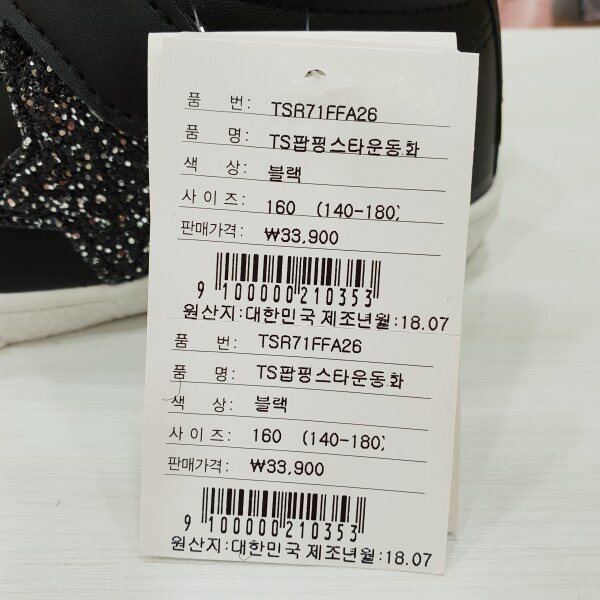 품 번: TSR71FFA26
품 명: TS팝핑스타운동화
색 상: 블랙
사 이 즈: 160 (140-180)
판매가격: ₩33,900
9 100000 210353
원산지:대한민국 제조년월:18.07
품 번: TSR71FFA26
품 명: TS팝핑스타운동화
색 상: 블랙
사 이 즈: 160 (140-180)
판매가격: ₩33,900
9 100000 210353
원산지:대한민국 제조년월:18.07